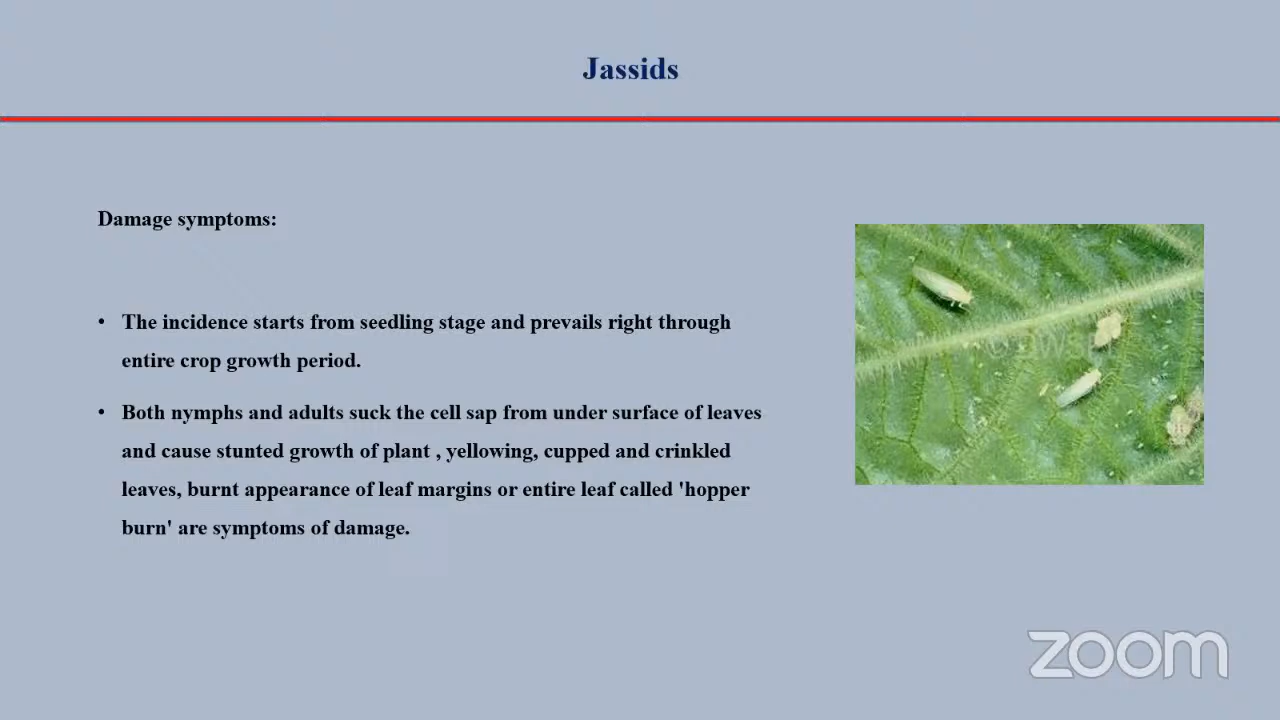 Jassids
Damage symptoms:
• The incidence starts from seedling stage and prevails right through
entire crop growth period.
• Both nymphs and adults suck the cell sap from under surface of leaves
and cause stunted growth of plant , yellowing, cupped and crinkled
leaves, burnt appearance of leaf margins or entire leaf called 'hopper
burn' are symptoms of damage.
zoom